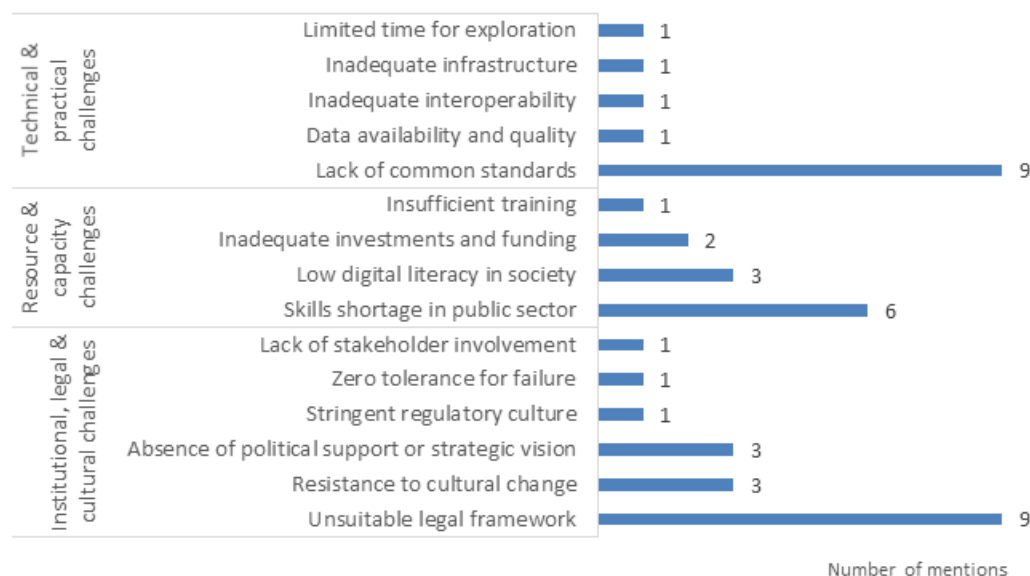 Technical &
practical
challenges
Limited time for exploration 1
Inadequate infrastructure 1
Inadequate interoperability 1
Data availability and quality 1
Lack of common standards 9
Resource &
capacity
challenges
Insufficient training 1
Inadequate investments and funding 2
Low digital literacy in society 3
Skills shortage in public sector 6
Institutional, legal &
cultural challenges
Lack of stakeholder involvement 1
Zero tolerance for failure 1
Stringent regulatory culture 1
Absence of political support or strategic vision 3
Resistance to cultural change 3
Unsuitable legal framework 9
Number of mentions